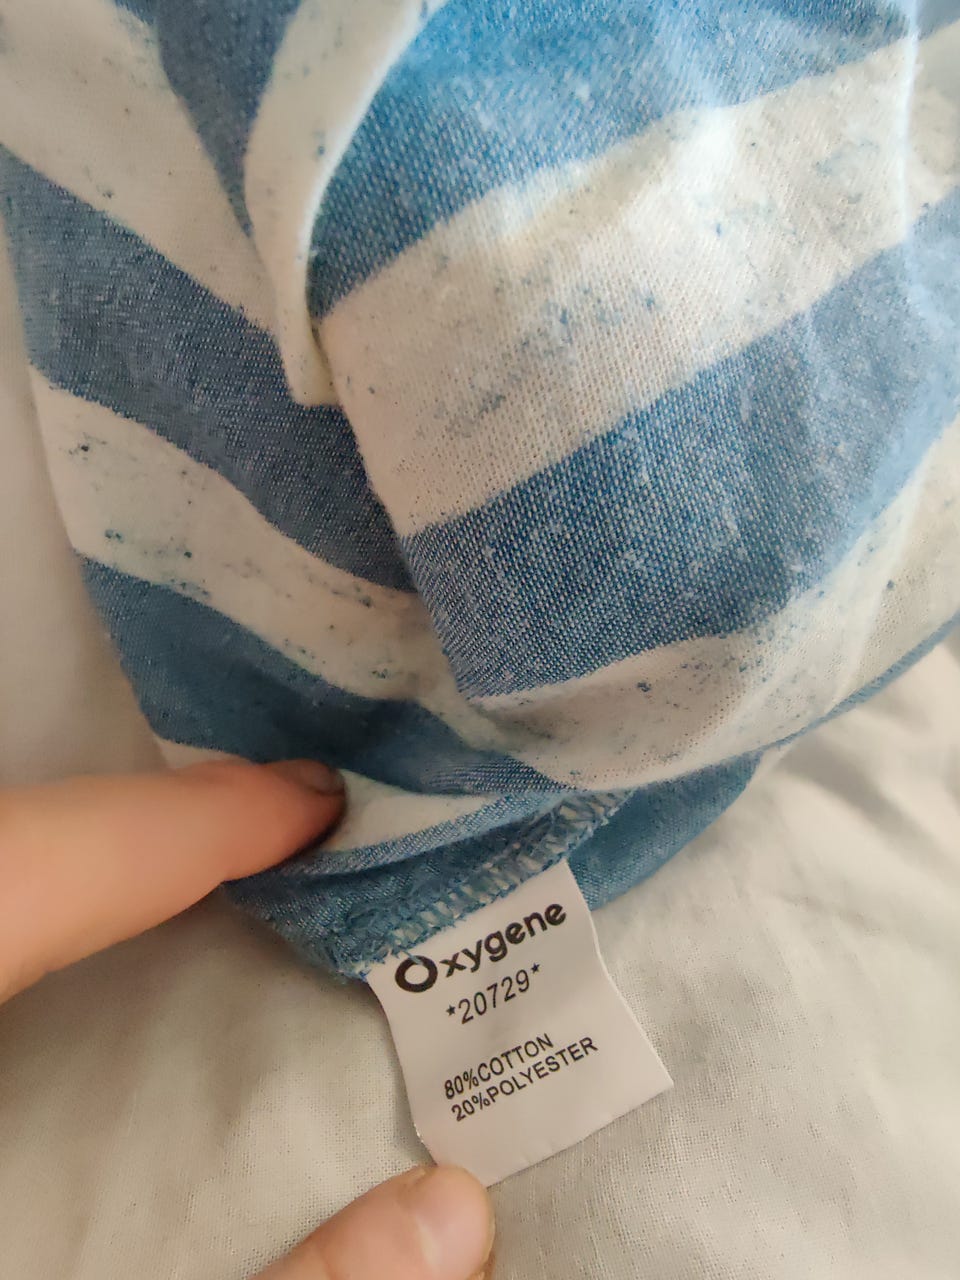 Oxygene
*20729*
80%COTTON
20%POLYESTER